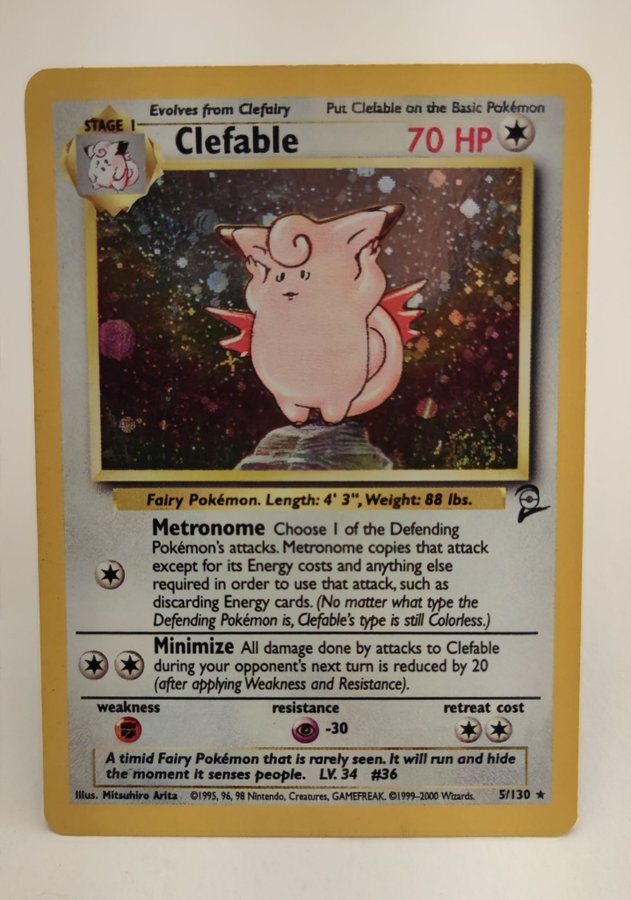 Evolves from Clefairy Put Clefable on the Basic Pokémon
STAGE 1
Clefable 70 HP
Fairy Pokémon. Length: 4' 3", Weight: 88 lbs.
Metronome Choose 1 of the Defending
Pokémon's attacks. Metronome copies that attack
except for its Energy costs and anything else
required in order to use that attack, such as
discarding Energy cards. (No matter what type the
Defending Pokémon is, Clefable's type is still Colorless.)
Minimize All damage done by attacks to Clefable
during your opponent's next turn is reduced by 20
(after applying Weakness and Resistance).
weakness resistance retreat cost
-30
A timid Fairy Pokémon that is rarely seen. It will run and hide
the moment it senses people. LV. 34 #36
Illus. Mitsuhiro Arita ©1995, 96, 98 Nintendo, Creatures, GAMEFREAK. ©1999-2000 Wizards. 5/130 ★